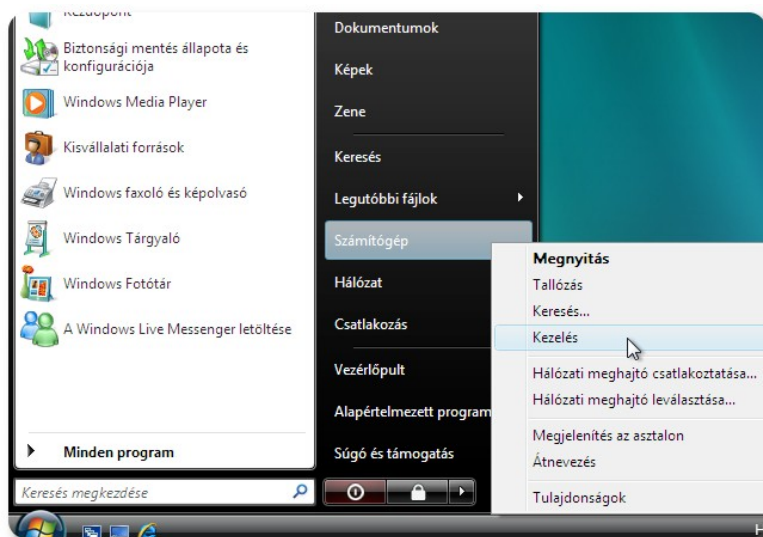 Kezdőpont
Biztonsági mentés állapota és
konfigurációja
Windows Media Player
Kisvállalati források
Windows faxoló és képolvasó
Windows Tárgyaló
Windows Fotótár
A Windows Live Messenger letöltése
Minden program
Keresés megkezdése
Dokumentumok
Képek
Zene
Keresés
Legutóbbi fájlok
Számítógép
Hálózat
Csatlakozás
Vezérlőpult
Alapértelmezett program
Súgó és támogatás
Megnyitás
Tallózás
Keresés...
Kezelés
Hálózati meghajtó csatlakoztatása...
Hálózati meghajtó leválasztása...
Megjelenítés az asztalon
Átnevezés
Tulajdonságok
H